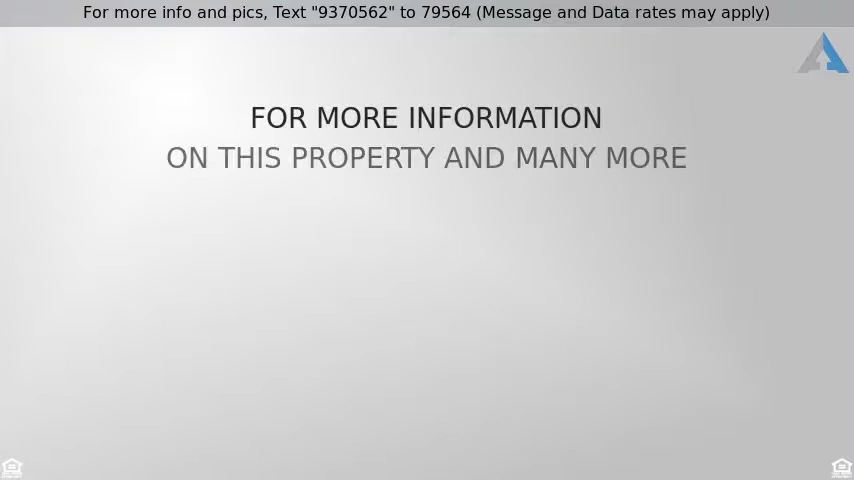 For more info and pics, Text "9370562" to 79564 (Message and Data rates may apply)
FOR MORE INFORMATION
ON THIS PROPERTY AND MANY MORE